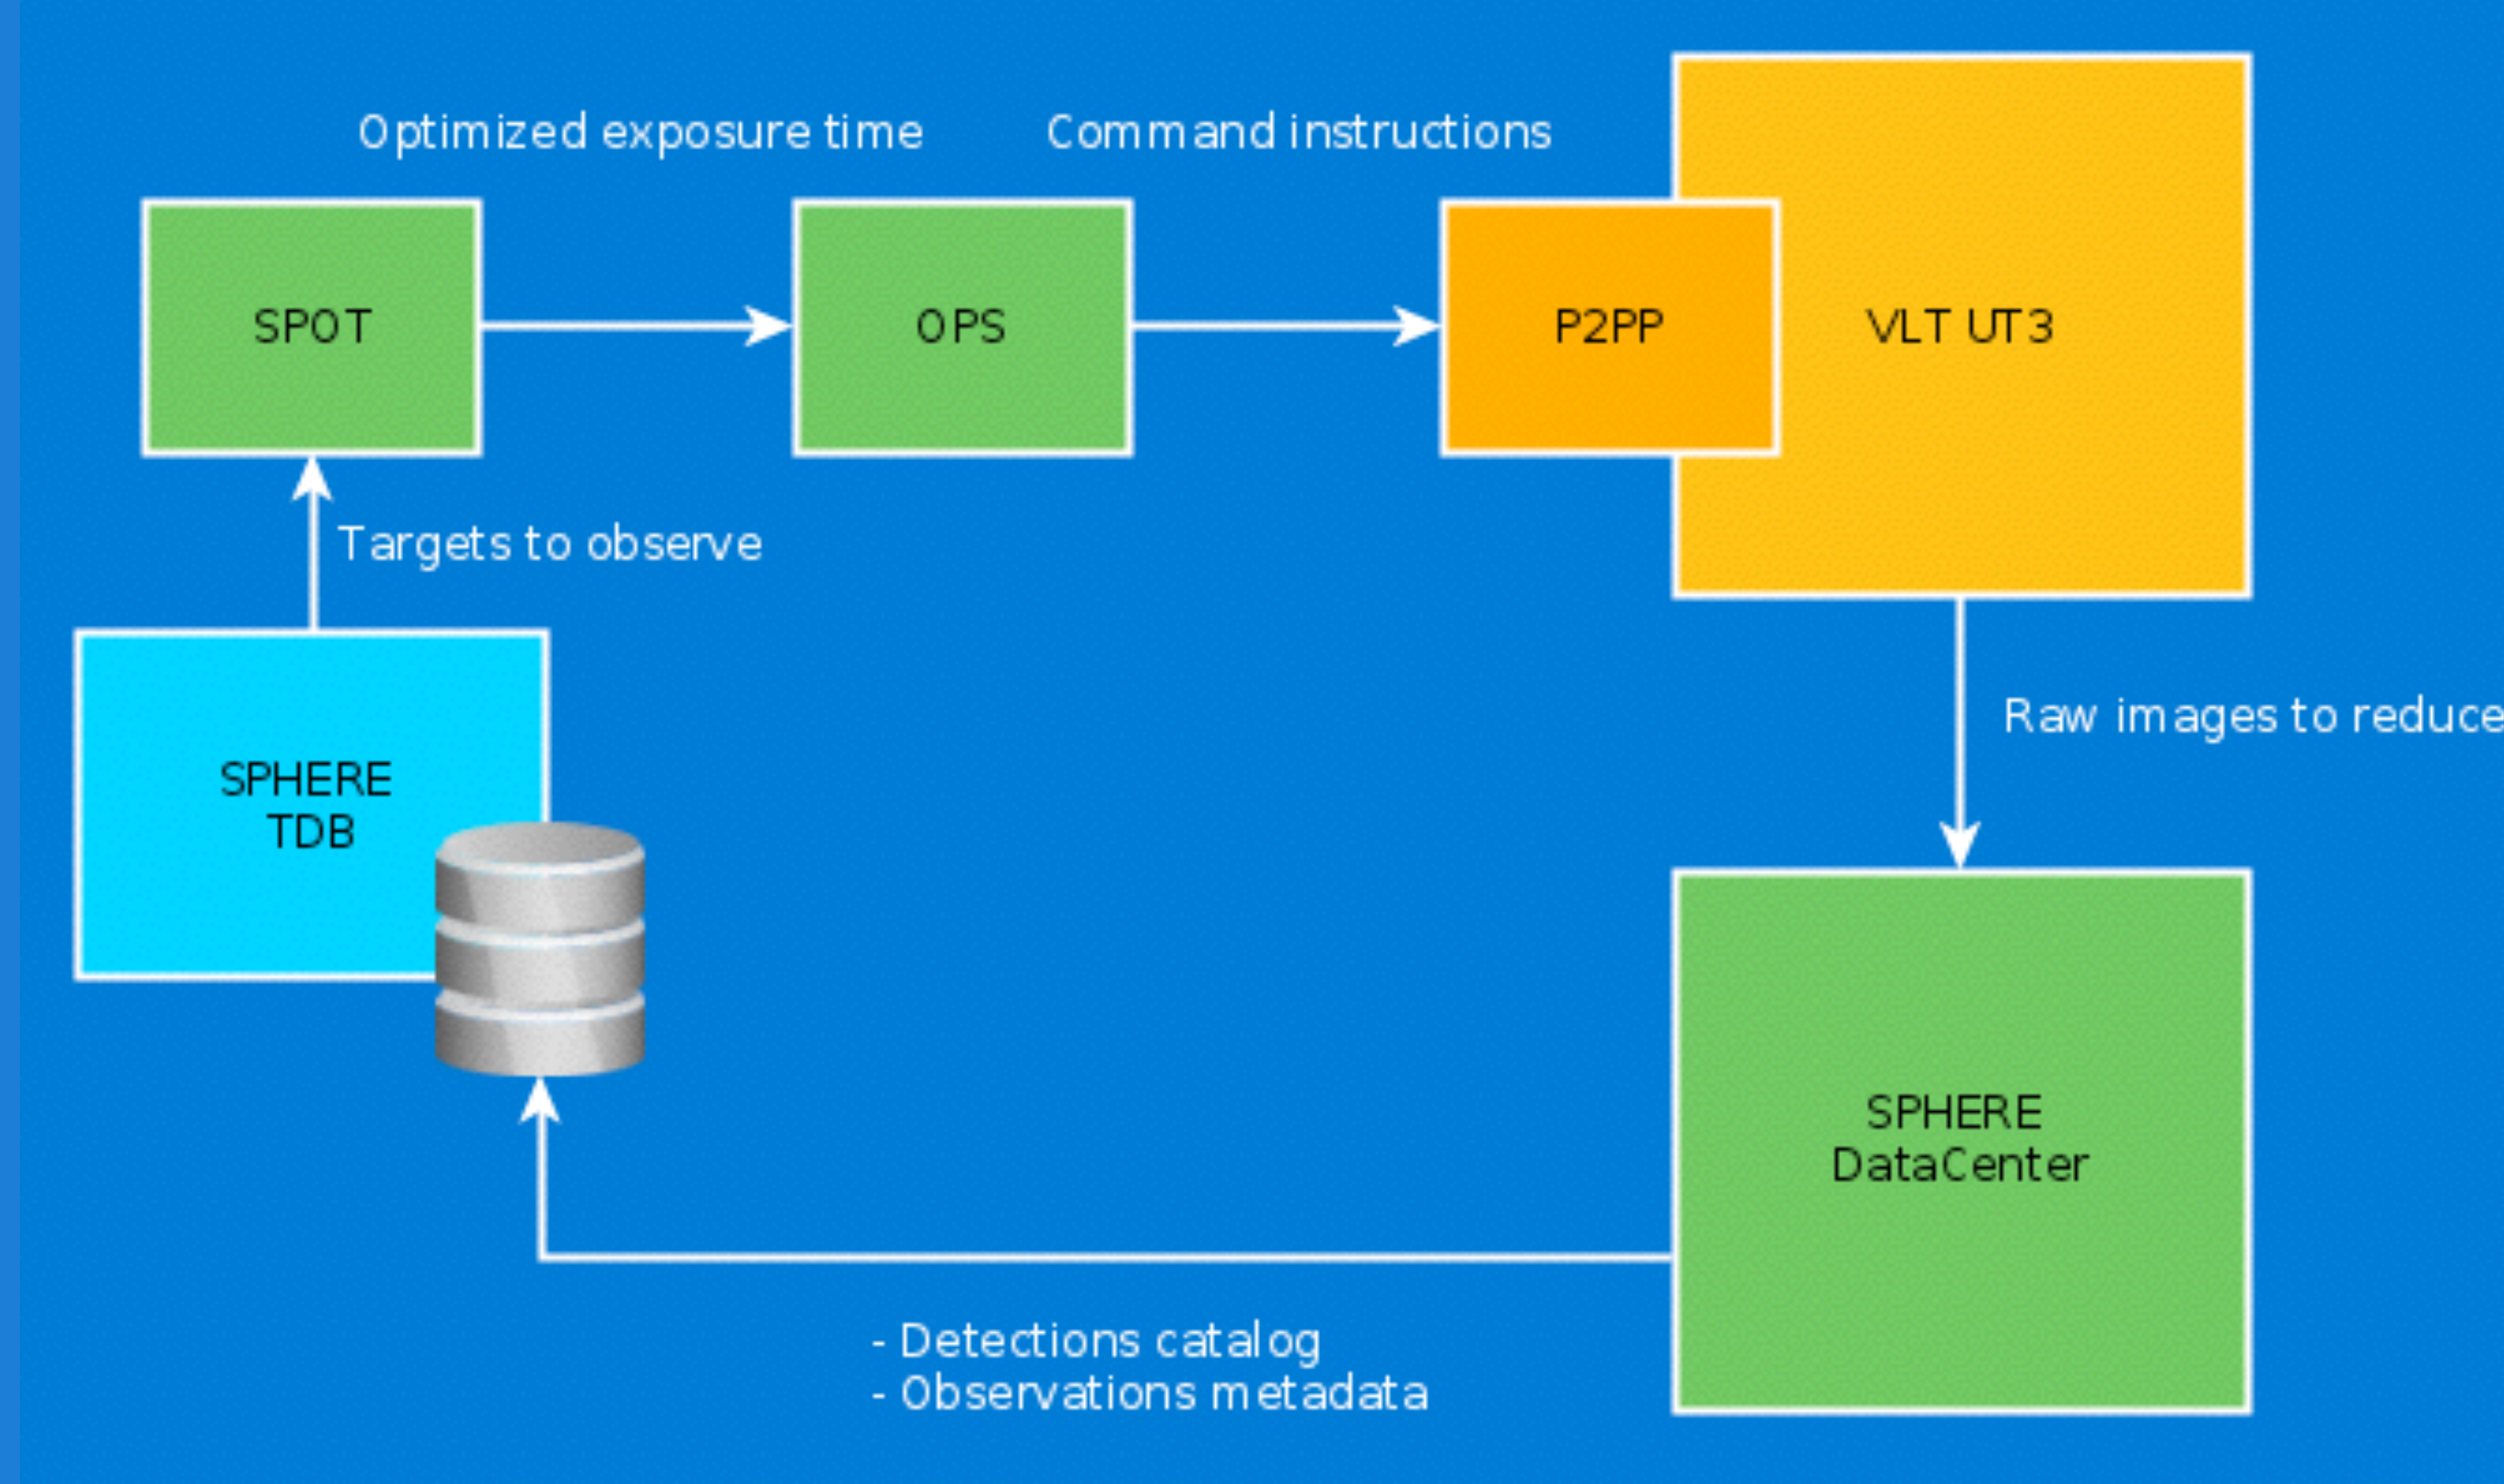 Optimized exposure time
Command instructions
SPOT
OPS
P2PP
VLT UT3
Targets to observe
Raw images to reduce
SPHERE
TDB
SPHERE
DataCenter
- Detections catalog
- Observations metadata